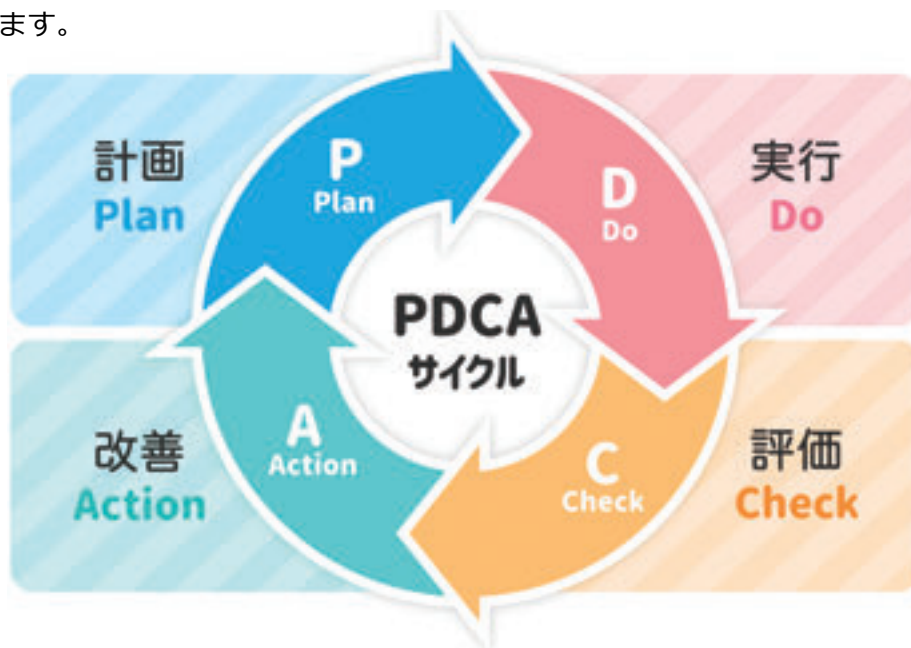 ます。
計画
Plan
P
Plan
D
Do
実行
Do
PDCA
サイクル
改善
Action
A
Action
C
Check
評価
Check